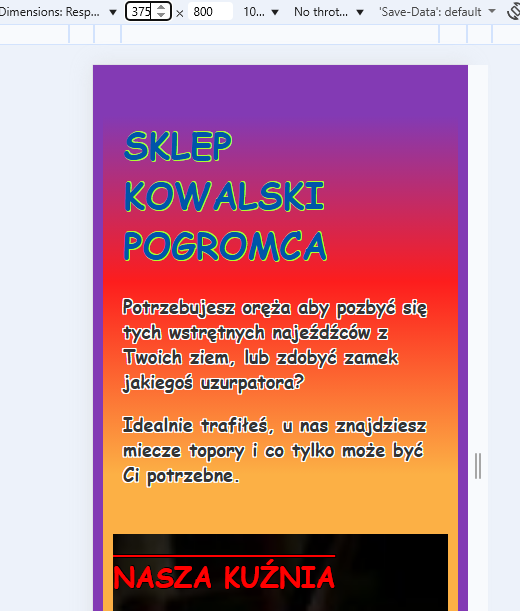 Dimensions: Resp... ▼ 375 × 800 10... ▼ No throt... ▼ 'Save-Data': default ▼
SKLEP
KOWALSKI
POGROMCA
Potrzebujesz oręża aby pozbyć się
tych wstrętnych najeźdźców z
Twoich ziem, lub zdobyć zamek
jakiegoś uzurpatora?
Idealnie trafiłeś, u nas znajdziesz
miecze topory i co tylko może być
Ci potrzebne.
NASZA KUŹNIA